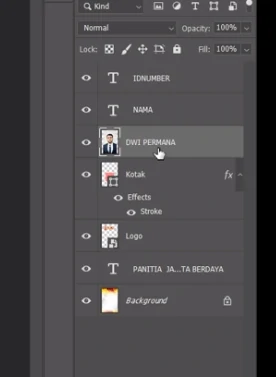 Kind
Normal Opacity: 100%
Lock: Fill: 100%
T IDNUMBER
T NAMA
DWI PERMANA
Kotak fx
Effects
Stroke
Logo
T PANITIA JA...TA BERDAYA
Background